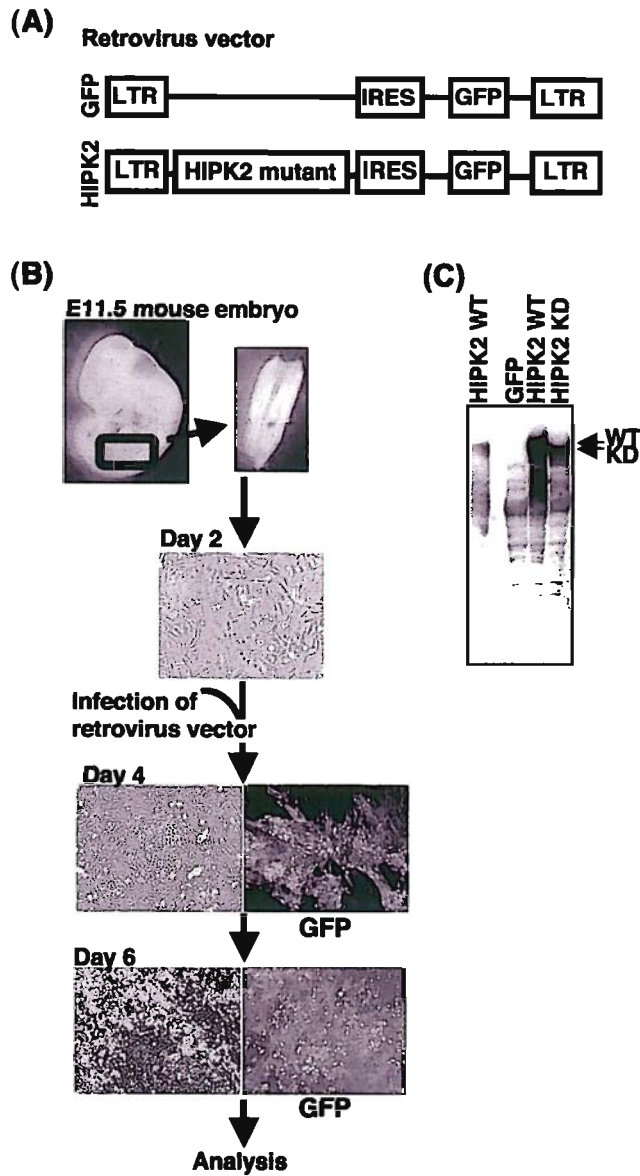 (A)
Retrovirus vector
GFP
LTR IRES GFP LTR
HIPK2
LTR HIPK2 mutant IRES GFP LTR
(B)
E11.5 mouse embryo
Day 2
Infection of
retrovirus vector
Day 4
GFP
Day 6
GFP
Analysis
(C)
HIPK2 WT
GFP
HIPK2 WT
HIPK2 KD
WT
KD